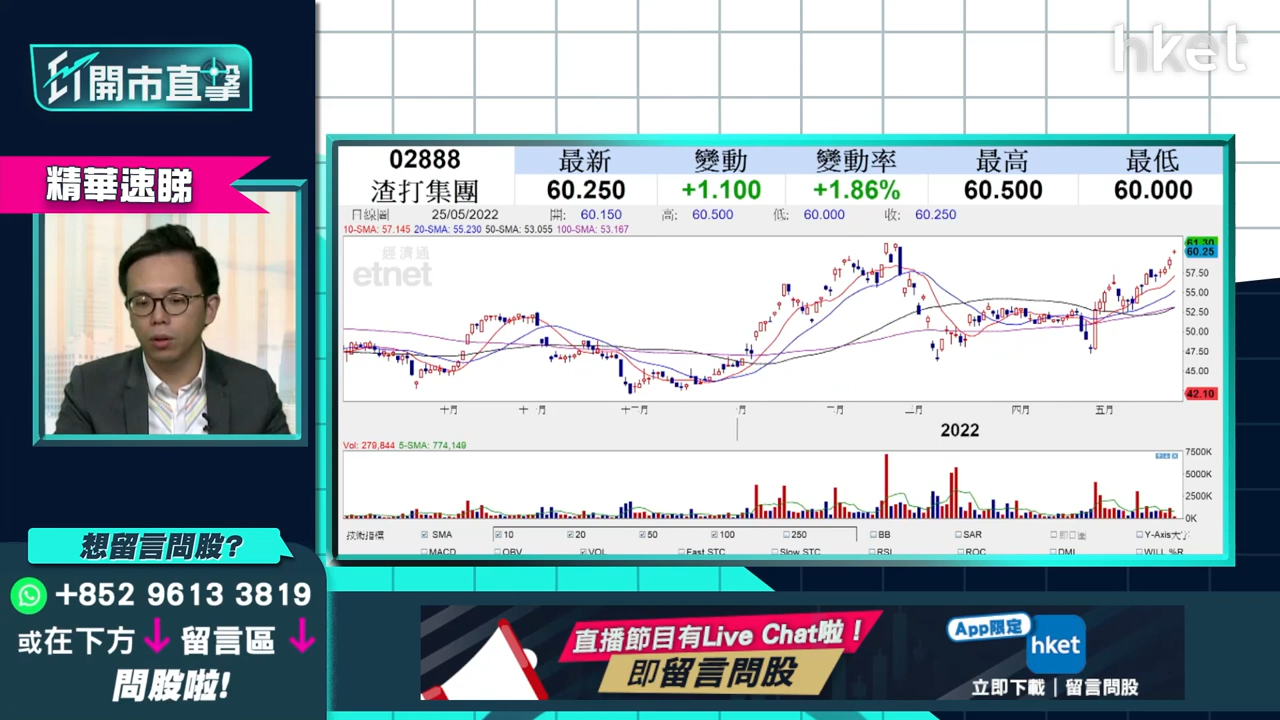 hket
ET開市直擊
精華速睇
02888
渣打集團
最新
變動
變動率
最高
最低
60.250
+1.100
+1.86%
60.500
60.000
日線圖
25/05/2022
開: 60.150
高: 60.500
低: 60.000
收: 60.250
10-SMA: 57.145 20-SMA: 55.230 50-SMA: 53.055 100-SMA: 53.167
經濟通
etnet
61.30
60.25
57.50
55.00
52.50
50.00
47.50
45.00
42.10
十月
十一月
十二月
一月
二月
三月
四月
五月
2022
Vol: 279,844 5-SMA: 774,149
7500K
5000K
2500K
0K
技術指標
SMA
10
20
50
100
250
BB
SAR
Y-Axis大
MACD
OBV
VOL
Fast STC
Slow STC
RSI
ROC
DMI
WILL %R
想留言問股?
+852 9613 3819
或在下方 留言區
問股啦!
直播節目有Live Chat啦!
即留言問股
App限定
hket
立即下載|留言問股